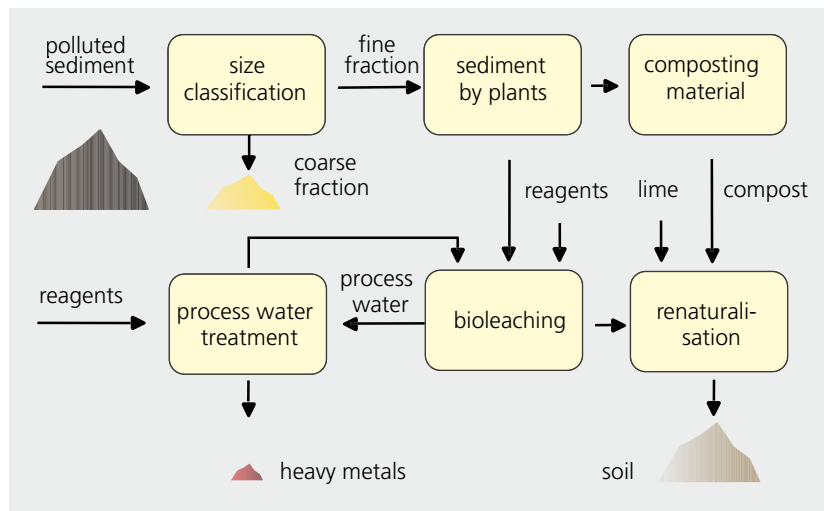 polluted
sediment
size
classification
fine
fraction
sediment
by plants
composting
material
coarse
fraction
reagents
lime
compost
reagents
process water
treatment
process
water
bioleaching
renaturali-
sation
heavy metals
soil